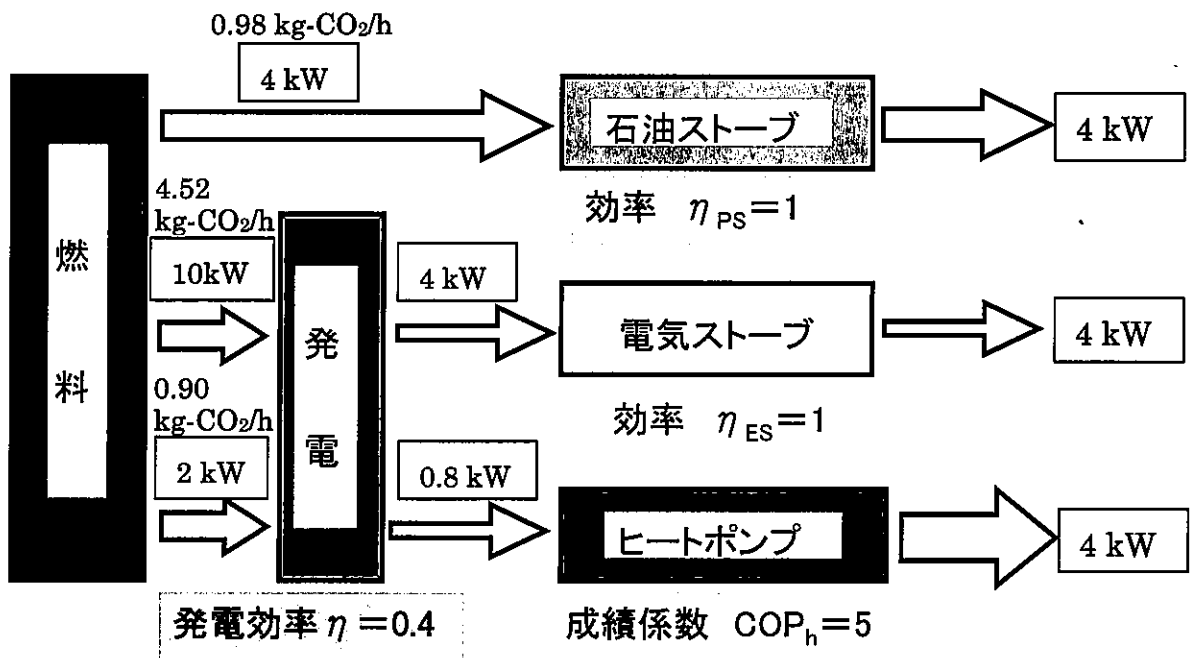 0.98 kg-CO₂/h
4 kW
石油ストーブ
4 kW
効率 η PS＝1
燃料
4.52
kg-CO₂/h
10kW
発電
4 kW
電気ストーブ
4 kW
効率 η ES＝1
0.90
kg-CO₂/h
2 kW
0.8 kW
ヒートポンプ
4 kW
発電効率 η＝0.4
成績係数 COPh＝5